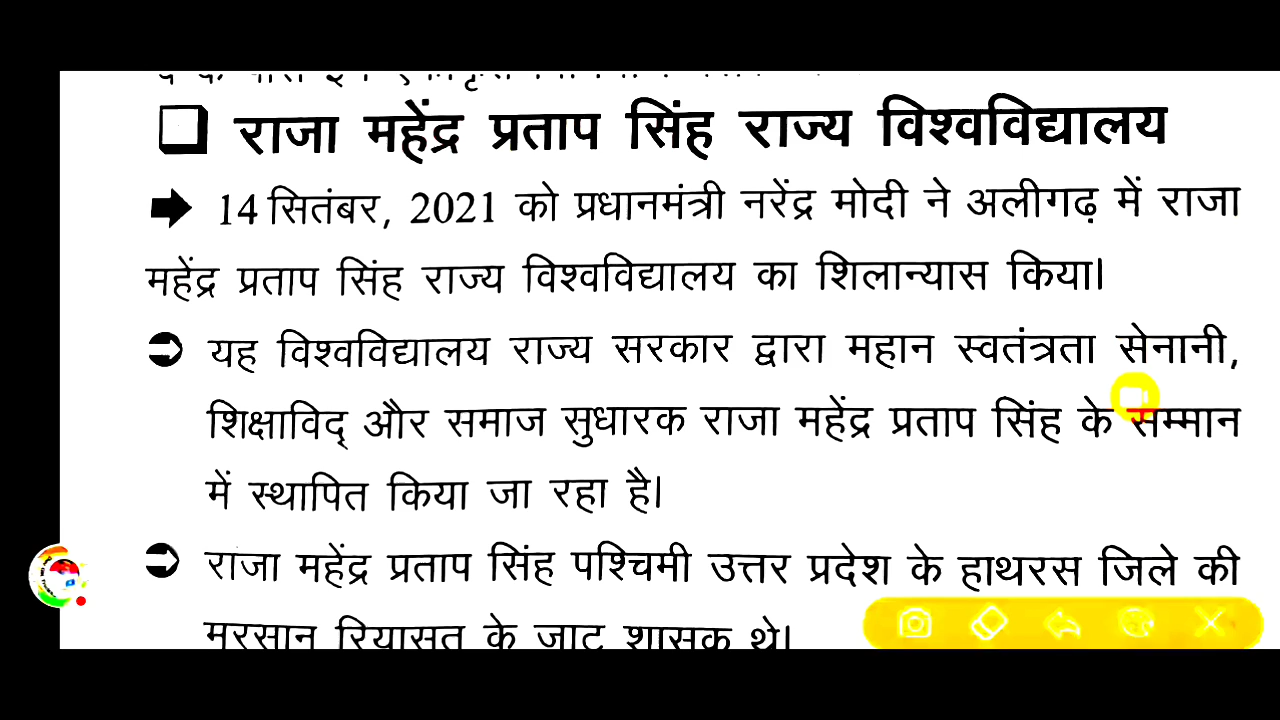 राजा महेंद्र प्रताप सिंह राज्य विश्वविद्यालय
14 सितंबर, 2021 को प्रधानमंत्री नरेंद्र मोदी ने अलीगढ़ में राजा
महेंद्र प्रताप सिंह राज्य विश्वविद्यालय का शिलान्यास किया।
यह विश्वविद्यालय राज्य सरकार द्वारा महान स्वतंत्रता सेनानी,
शिक्षाविद् और समाज सुधारक राजा महेंद्र प्रताप सिंह के सम्मान
में स्थापित किया जा रहा है।
राजा महेंद्र प्रताप सिंह पश्चिमी उत्तर प्रदेश के हाथरस जिले की
मुरसान रियासत के जाट शासक थे।